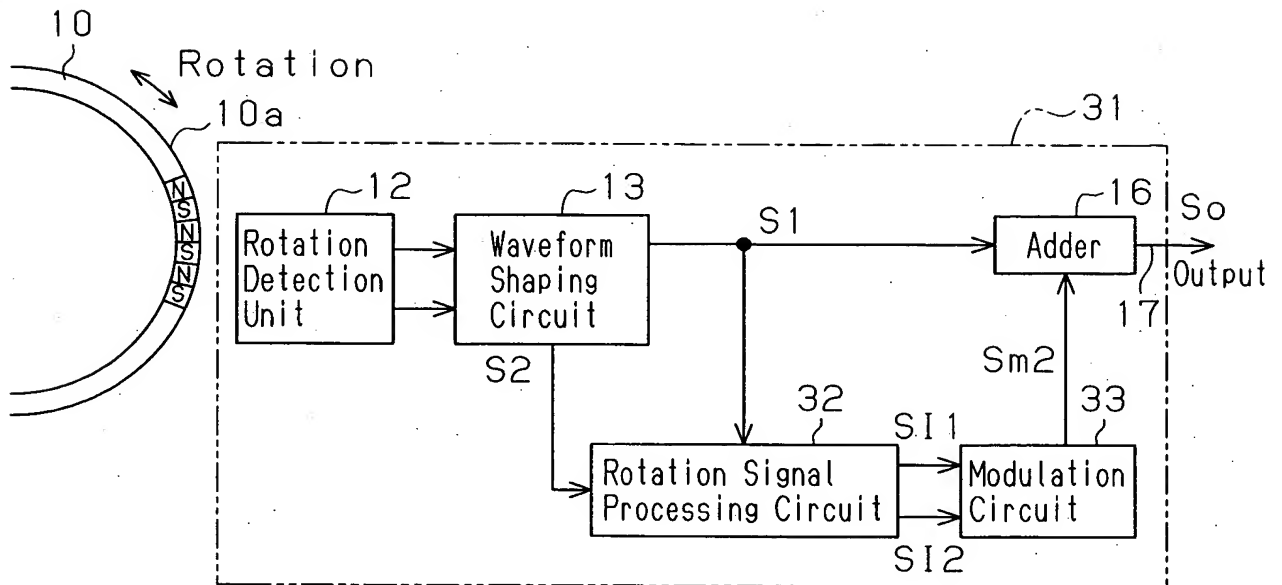 10
Rotation
10a
N
S
N
S
N
S
31
12
Rotation
Detection
Unit
13
Waveform
Shaping
Circuit
S1
S2
16
Adder
So
Output
17
Sm2
32
Rotation Signal
Processing Circuit
SI1
SI2
33
Modulation
Circuit